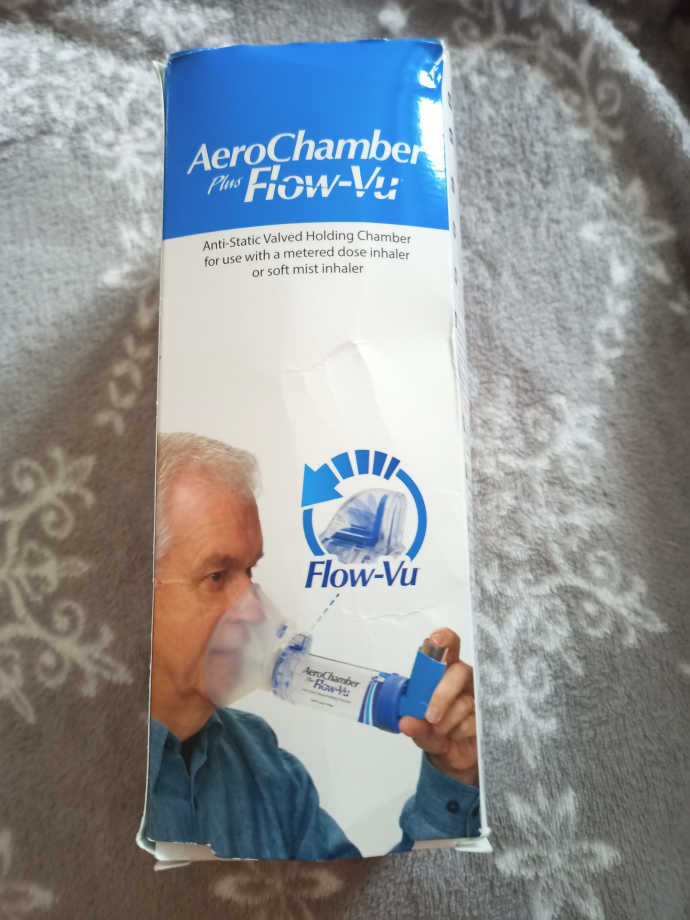 AeroChamber
Plus Flow-Vu
Anti-Static Valved Holding Chamber
for use with a metered dose inhaler
or soft mist inhaler
Flow-Vu
AeroChamber
Plus Flow-Vu